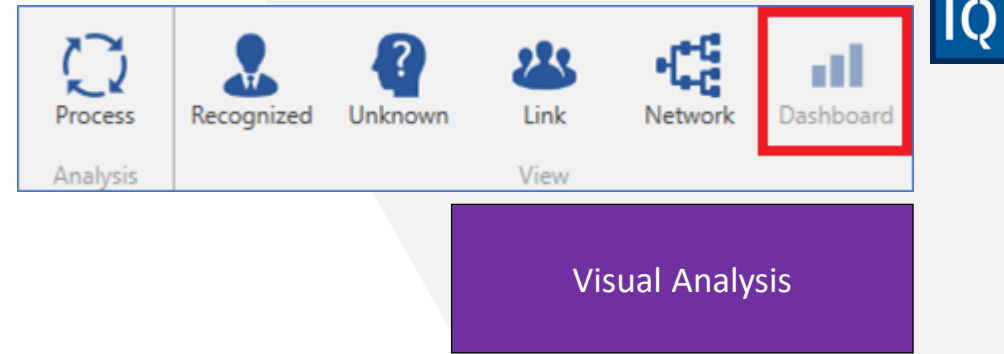 IQ
Process Recognized Unknown Link Network Dashboard
Analysis View
Visual Analysis